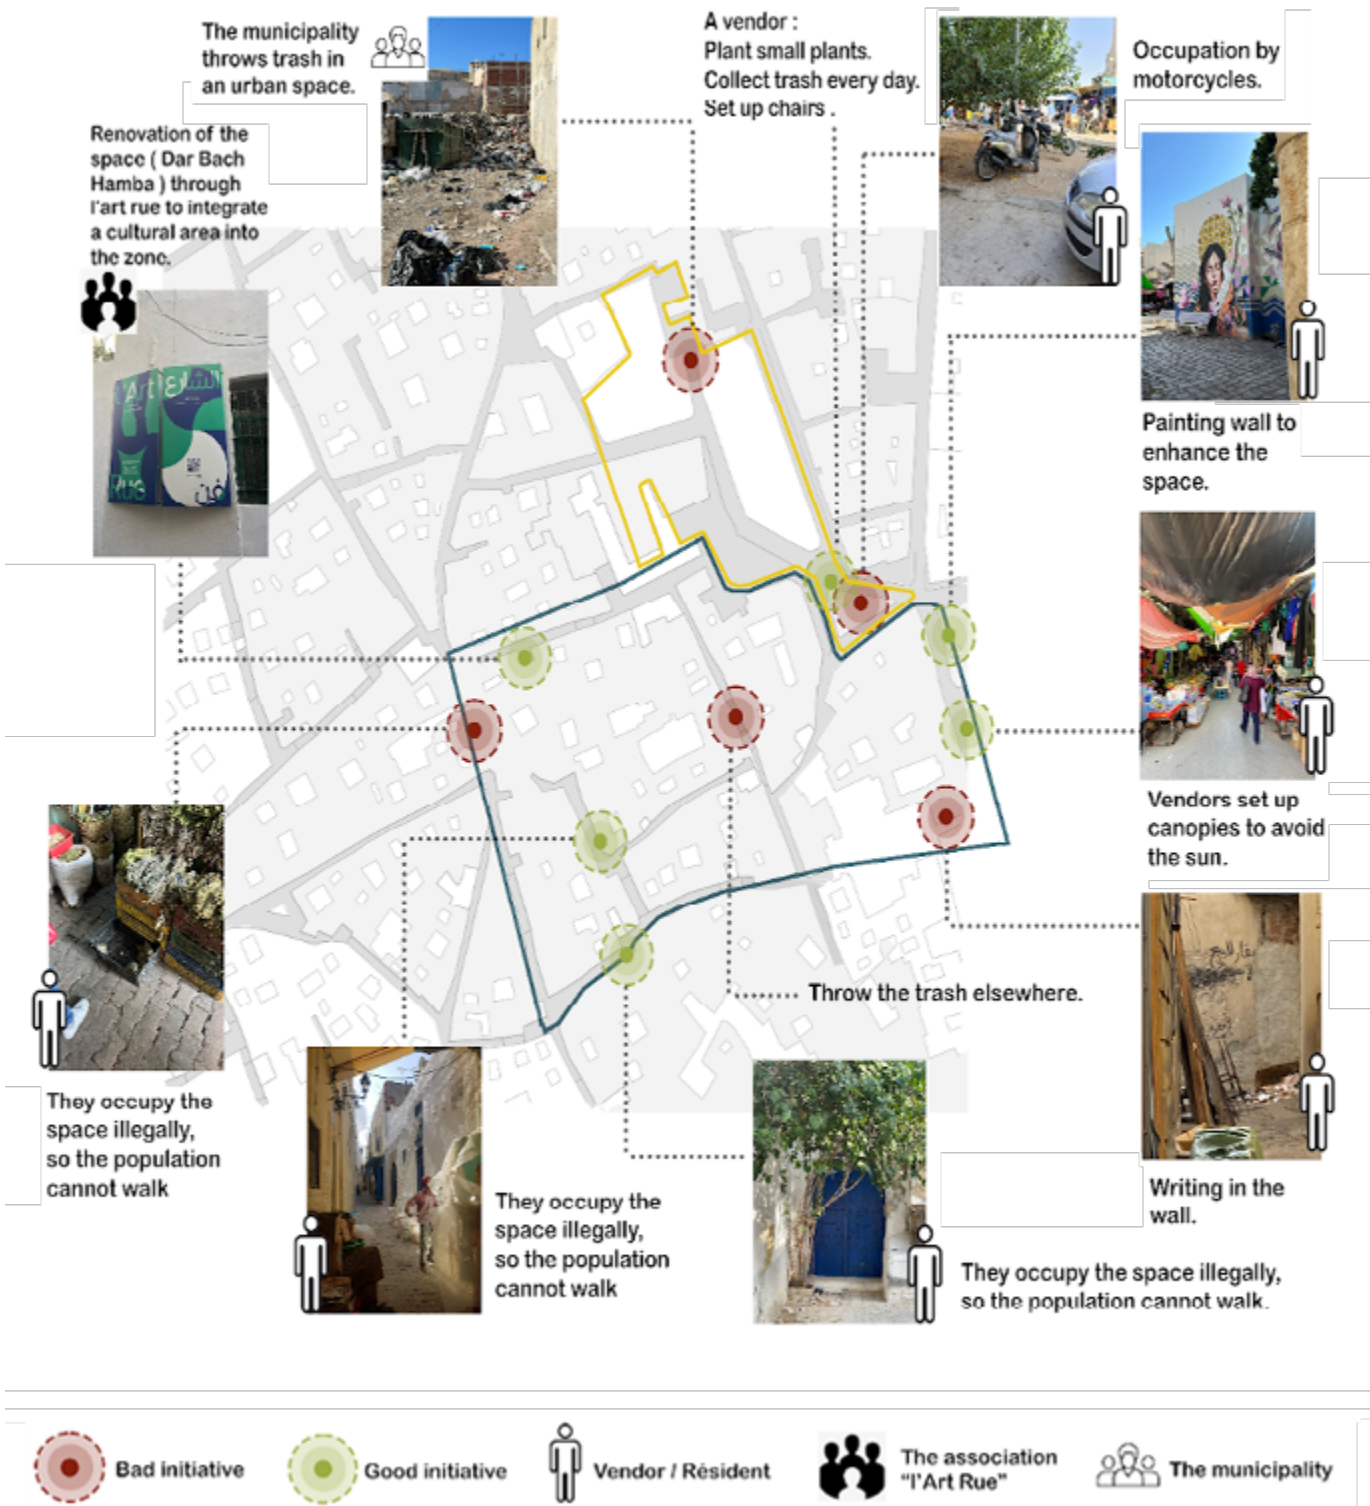 The municipality
throws trash in
an urban space.
A vendor :
Plant small plants.
Collect trash every day.
Set up chairs .
Occupation by
motorcycles.
Renovation of the
space ( Dar Bach
Hamba ) through
l'art rue to integrate
a cultural area into
the zone.
l'Art
الشارع
Rue
فن
Painting wall to
enhance the
space.
Vendors set up
canopies to avoid
the sun.
Throw the trash elsewhere.
They occupy the
space illegally,
so the population
cannot walk
They occupy the
space illegally,
so the population
cannot walk
They occupy the space illegally,
so the population cannot walk.
Writing in the
wall.
Bad initiative
Good initiative
Vendor / Résident
The association
"l'Art Rue"
The municipality